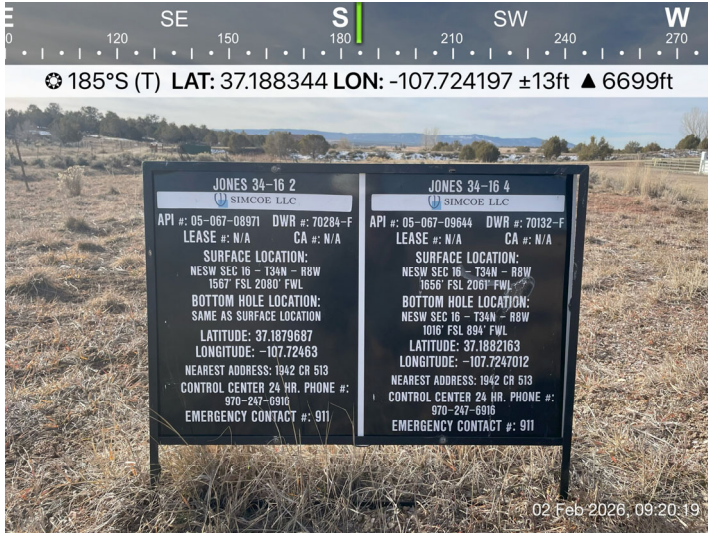 E SE S SW W
0 120 150 180 210 240 270
185°S (T) LAT: 37.188344 LON: -107.724197 ±13ft ▲ 6699ft
JONES 34-16 2
SIMCOE LLC
API #: 05-067-08971 DWR #: 70284-F
LEASE #: N/A CA #: N/A
SURFACE LOCATION:
NESW SEC 16 - T34N - R8W
1567' FSL 2080' FWL
BOTTOM HOLE LOCATION:
SAME AS SURFACE LOCATION
LATITUDE: 37.1879687
LONGITUDE: -107.72463
NEAREST ADDRESS: 1942 CR 513
CONTROL CENTER 24 HR. PHONE #:
970-247-6916
EMERGENCY CONTACT #: 911
JONES 34-16 4
SIMCOE LLC
API #: 05-067-09644 DWR #: 70132-F
LEASE #: N/A CA #: N/A
SURFACE LOCATION:
NESW SEC 16 - T34N - R8W
1656' FSL 2061' FWL
BOTTOM HOLE LOCATION:
NESW SEC 16 - T34N - R8W
1016' FSL 894' FWL
LATITUDE: 37.1882163
LONGITUDE: -107.7247012
NEAREST ADDRESS: 1942 CR 513
CONTROL CENTER 24 HR. PHONE #:
970-247-6916
EMERGENCY CONTACT #: 911
02 Feb 2026, 09:20:19